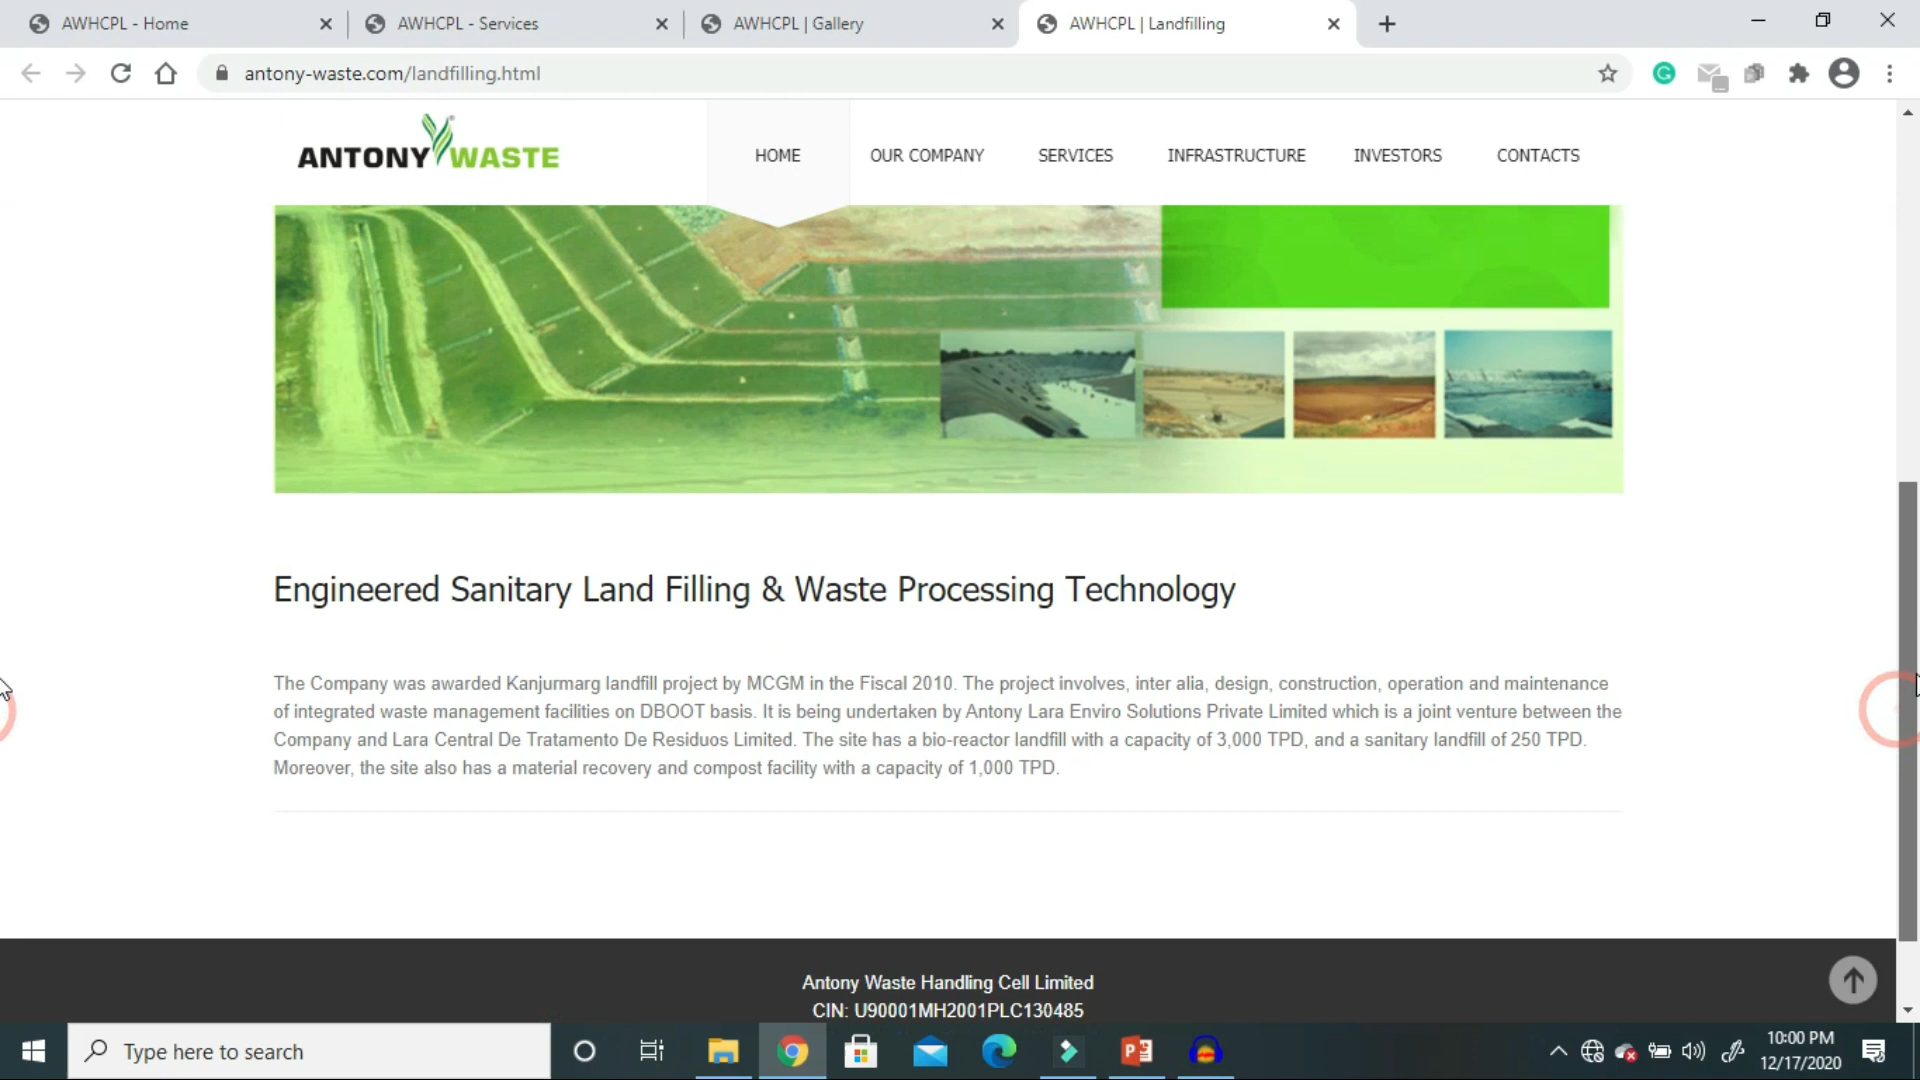 AWHCPL - Home
AWHCPL - Services
AWHCPL | Gallery
AWHCPL | Landfilling
antony-waste.com/landfilling.html
ANTONY WASTE
HOME
OUR COMPANY
SERVICES
INFRASTRUCTURE
INVESTORS
CONTACTS
Engineered Sanitary Land Filling & Waste Processing Technology
The Company was awarded Kanjurmarg landfill project by MCGM in the Fiscal 2010. The project involves, inter alia, design, construction, operation and maintenance
of integrated waste management facilities on DBOOT basis. It is being undertaken by Antony Lara Enviro Solutions Private Limited which is a joint venture between the
Company and Lara Central De Tratamento De Residuos Limited. The site has a bio-reactor landfill with a capacity of 3,000 TPD, and a sanitary landfill of 250 TPD.
Moreover, the site also has a material recovery and compost facility with a capacity of 1,000 TPD.
Antony Waste Handling Cell Limited
CIN: U90001MH2001PLC130485
Type here to search
10:00 PM
12/17/2020